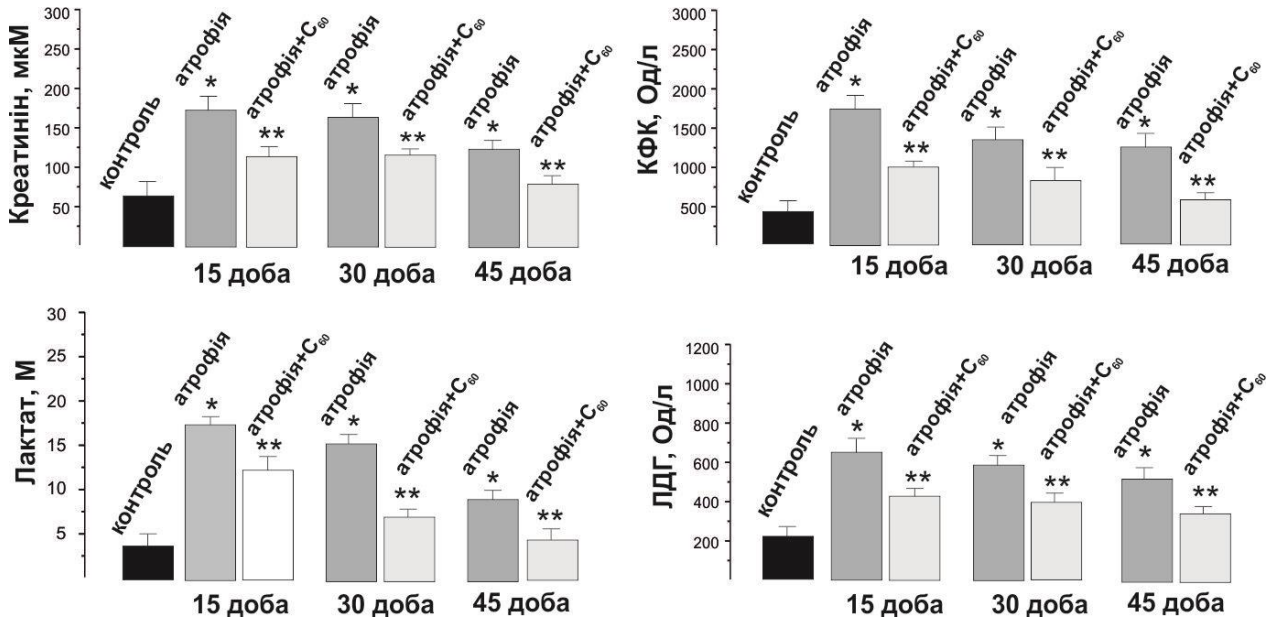 Креатинін, мкМ
300
250
200
150
100
50
контроль
атрофія
*
атрофія+C₆₀
**
атрофія
*
атрофія+C₆₀
**
атрофія
*
атрофія+C₆₀
**
15 доба
30 доба
45 доба
КФК, Од/л
3000
2500
2000
1500
1000
500
контроль
атрофія
*
атрофія+C₆₀
**
атрофія
*
атрофія+C₆₀
**
атрофія
*
атрофія+C₆₀
**
15 доба
30 доба
45 доба
Лактат, М
30
25
20
15
10
5
контроль
атрофія
*
атрофія+C₆₀
**
атрофія
*
атрофія+C₆₀
**
атрофія
*
атрофія+C₆₀
**
15 доба
30 доба
45 доба
ЛДГ, Од/л
1200
1000
800
600
400
200
контроль
атрофія
*
атрофія+C₆₀
**
атрофія
*
атрофія+C₆₀
**
атрофія
*
атрофія+C₆₀
**
15 доба
30 доба
45 доба